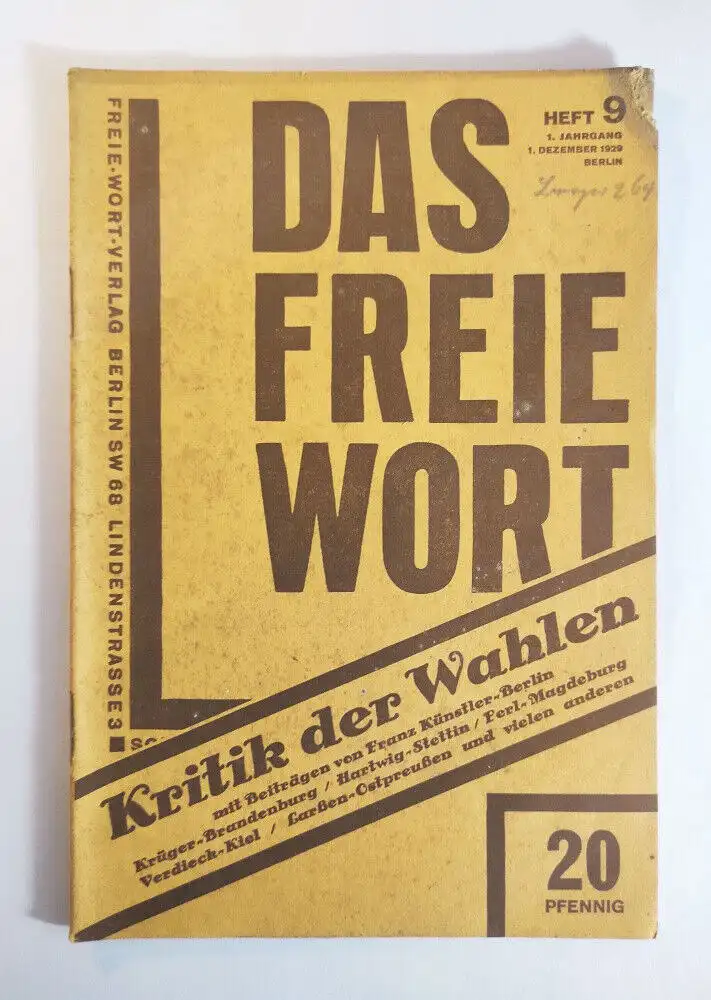 DAS
FREIE
WORT
HEFT 9
1. JAHRGANG
1. DEZEMBER 1929
BERLIN
FREIE-WORT-VERLAG BERLIN SW 68 LINDENSTRASSE 3
Kritik der Wahlen
mit Beiträgen von Franz Künstler-Berlin
Krüger-Brandenburg / Hartwig-Stettin / Ferl-Magdeburg
Verdieck-Kiel / Larßen-Ostpreußen und vielen anderen
20
PFENNIG